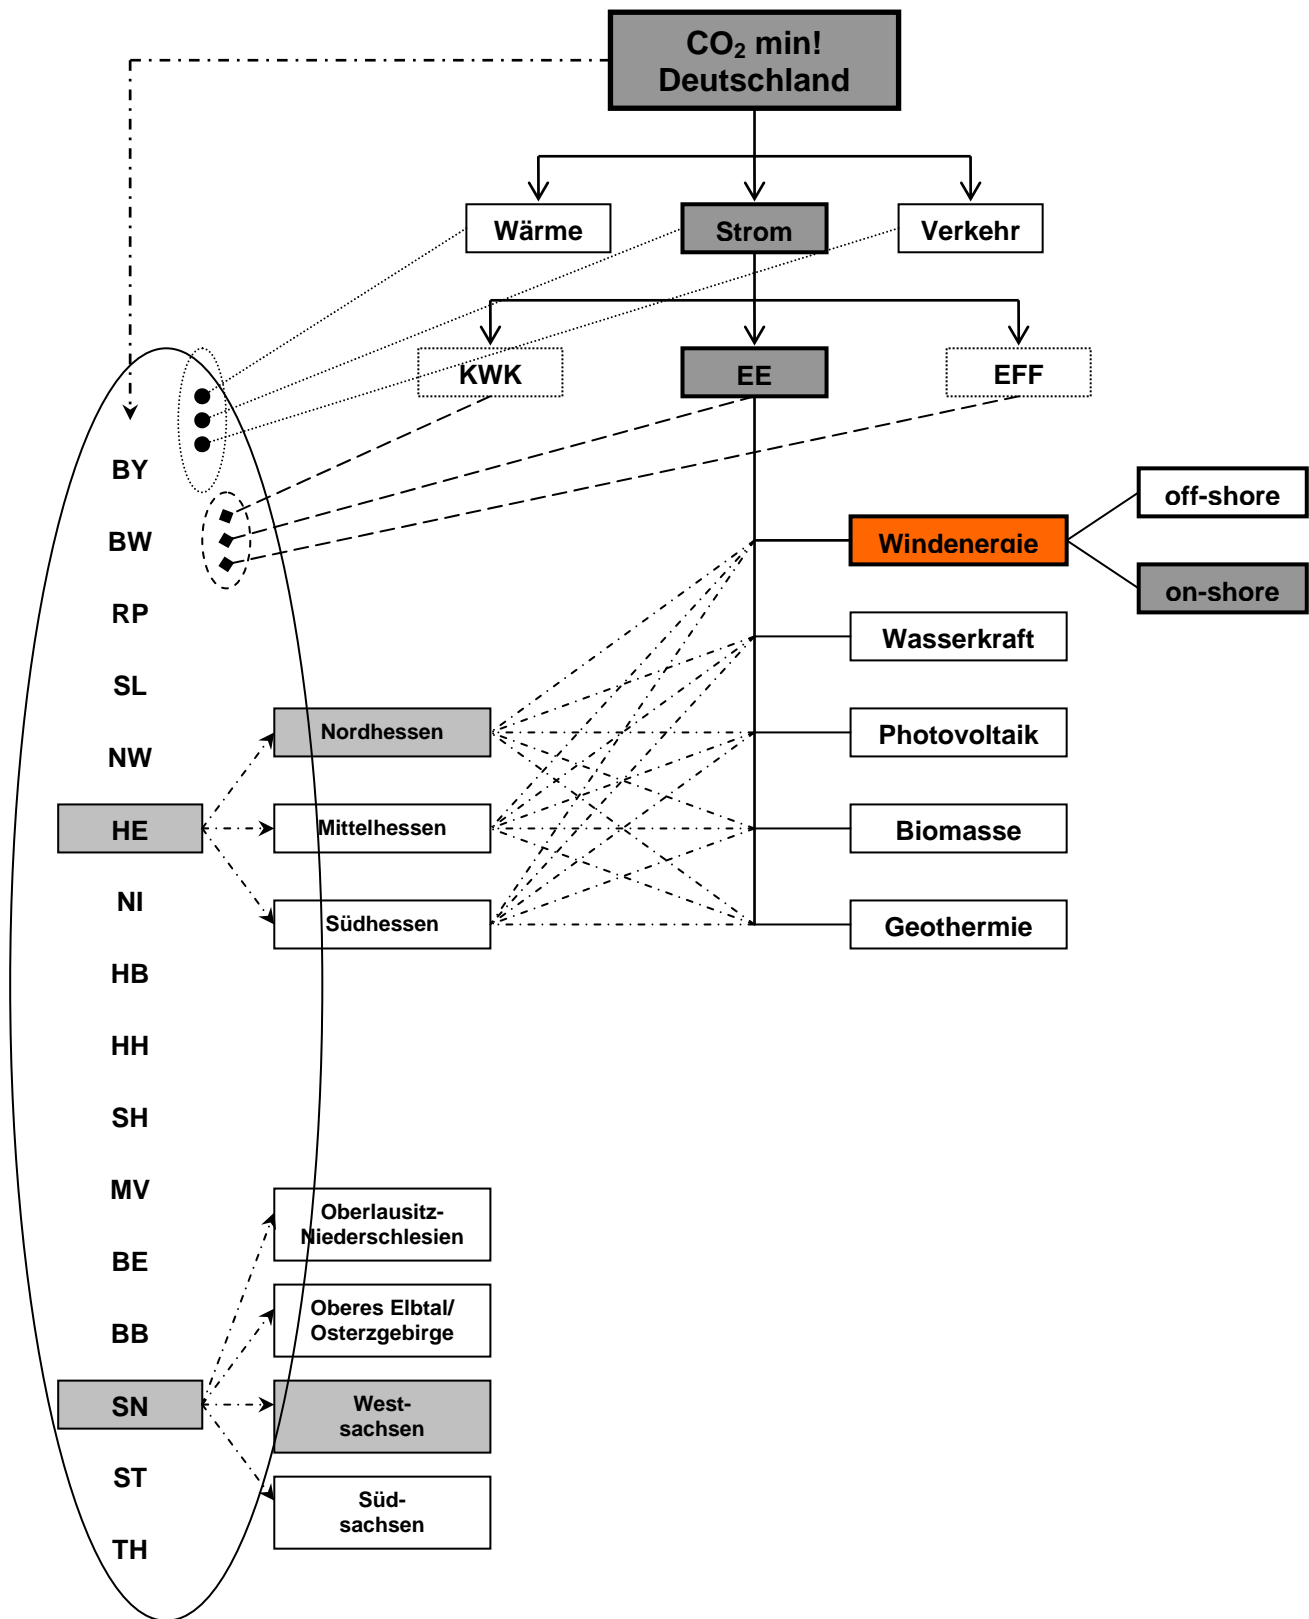 CO₂ min!
Deutschland
Wärme
Strom
Verkehr
KWK
EE
EFF
BY
BW
RP
SL
NW
HE
NI
HB
HH
SH
MV
BE
BB
SN
ST
TH
Nordhessen
Mittelhessen
Südhessen
Oberlausitz-
Niederschlesien
Oberes Elbtal/
Osterzgebirge
West-
sachsen
Süd-
sachsen
Windenergie
Wasserkraft
Photovoltaik
Biomasse
Geothermie
off-shore
on-shore